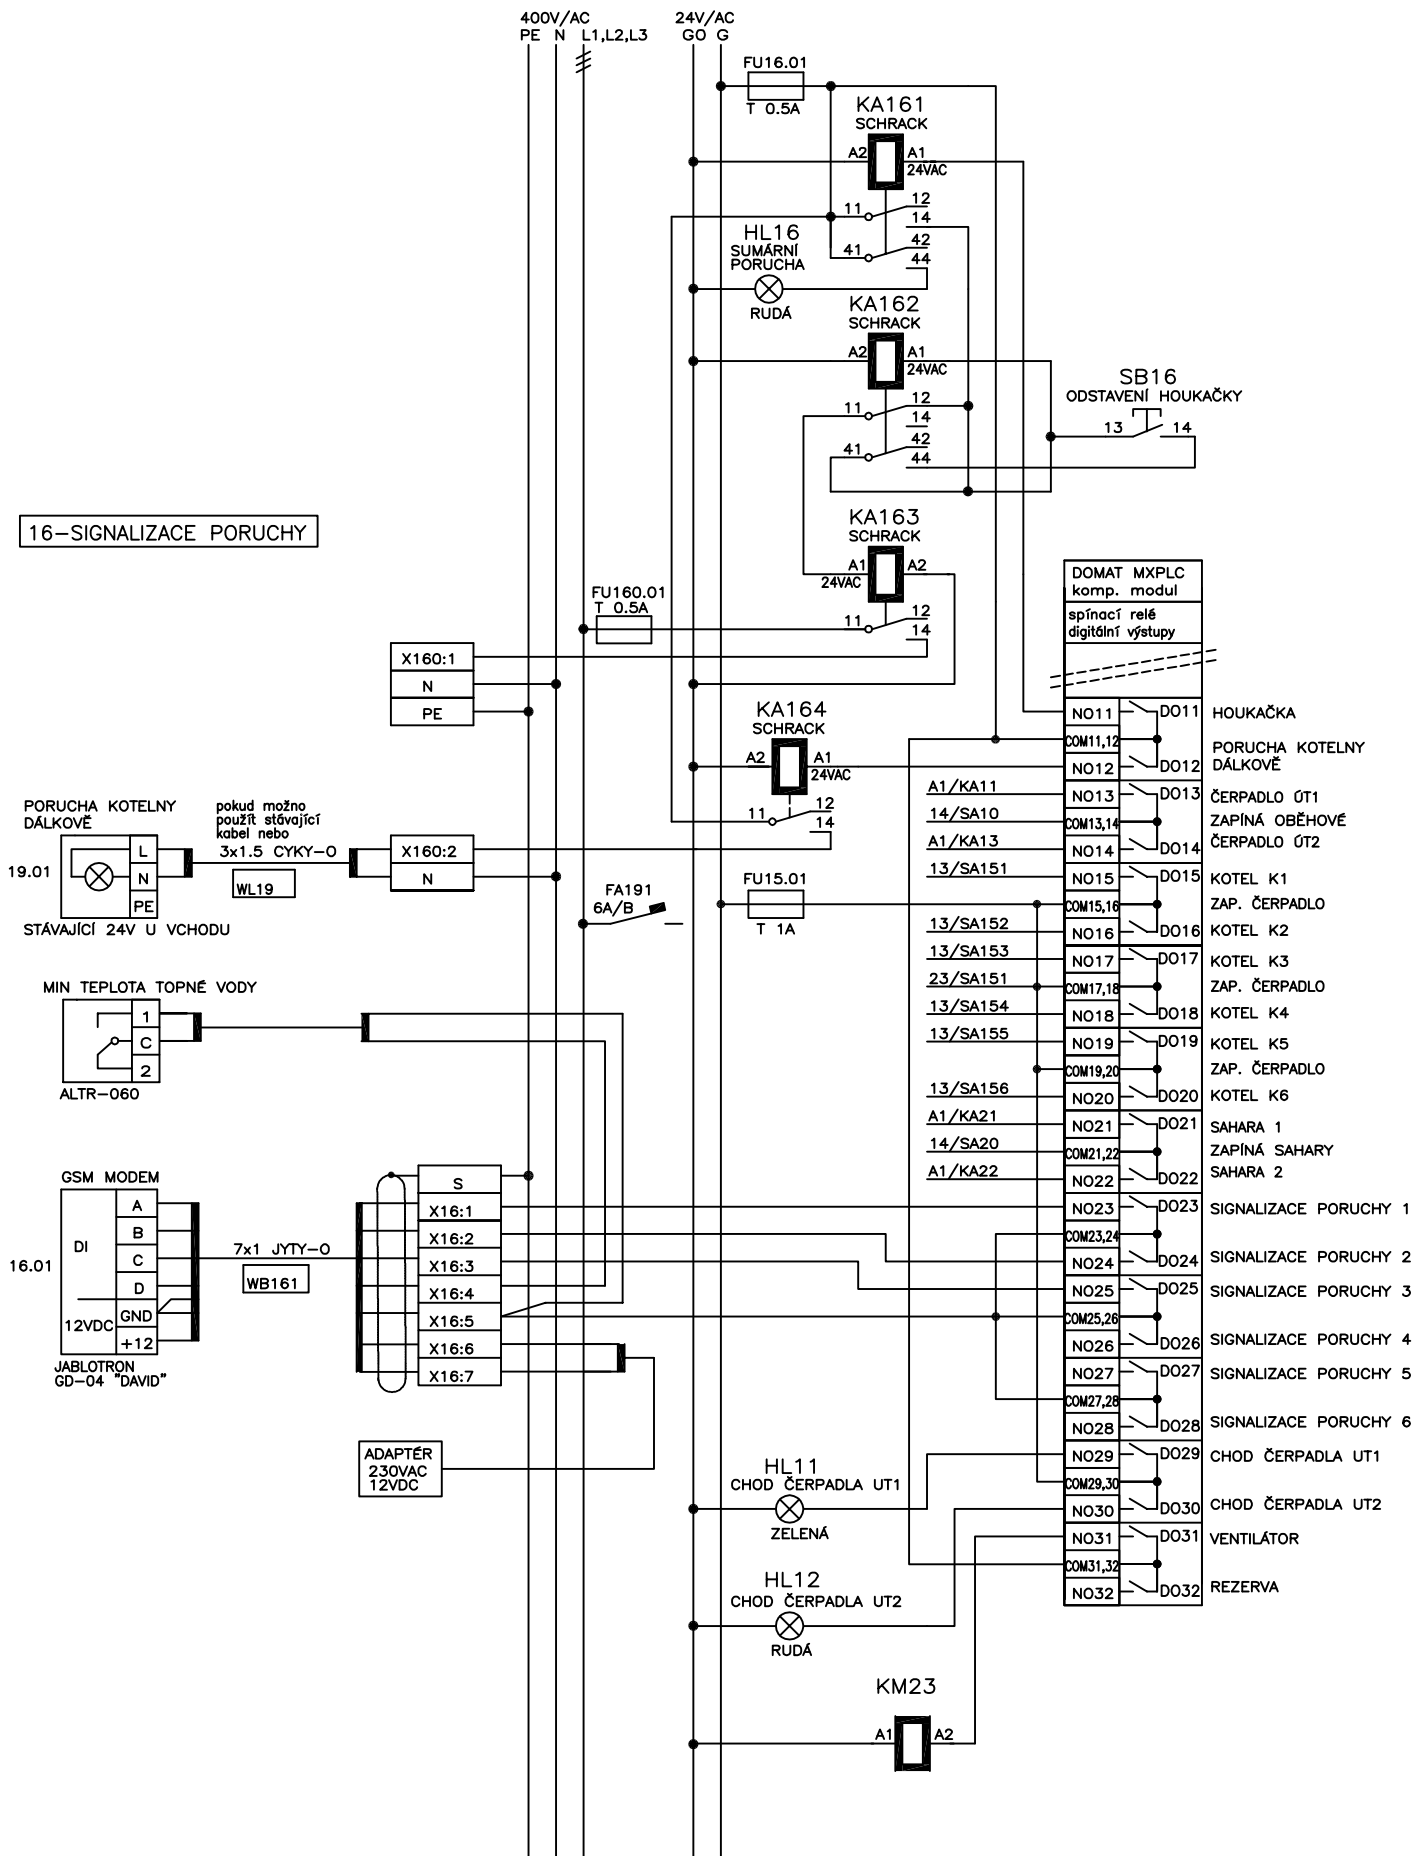 400V/AC
PE N L1,L2,L3
24V/AC
GO G
FU16.01
T 0.5A
KA161
SCHRACK
A2 A1
24VAC
11 12
14
41 42
44
HL16
SUMÁRNÍ
PORUCHA
RUDÁ
KA162
SCHRACK
A2 A1
24VAC
11 12
14
41 42
44
SB16
ODSTAVENÍ HOUKAČKY
13 14
16-SIGNALIZACE PORUCHY
KA163
SCHRACK
A1 A2
24VAC
11 12
14
FU160.01
T 0.5A
X160:1
N
PE
DOMAT MXPLC
komp. modul
spínací relé
digitální výstupy
KA164
SCHRACK
A2 A1
24VAC
11 12
14
PORUCHA KOTELNY
DÁLKOVĚ
19.01
L
N
PE
STÁVAJÍCÍ 24V U VCHODU
pokud možno
použít stávající
kabel nebo
3x1.5 CYKY-O
WL19
X160:2
N
FA191
6A/B
FU15.01
T 1A
MIN TEPLOTA TOPNÉ VODY
1
C
2
ALTR-060
GSM MODEM
16.01
DI
12VDC
A
B
C
D
GND
+12
JABLOTRON
GD-04 "DAVID"
7x1 JYTY-O
WB161
S
X16:1
X16:2
X16:3
X16:4
X16:5
X16:6
X16:7
ADAPTÉR
230VAC
12VDC
HL11
CHOD ČERPADLA UT1
ZELENÁ
HL12
CHOD ČERPADLA UT2
RUDÁ
KM23
A1 A2
NO11 DO11 HOUKAČKA
COM11,12
PORUCHA KOTELNY
DÁLKOVĚ
NO12 DO12
A1/KA11 NO13 DO13 ČERPADLO ÚT1
14/SA10 COM13,14 ZAPÍNÁ OBĚHOVÉ
A1/KA13 NO14 DO14 ČERPADLO ÚT2
13/SA151 NO15 DO15 KOTEL K1
COM15,16 ZAP. ČERPADLO
13/SA152 NO16 DO16 KOTEL K2
13/SA153 NO17 DO17 KOTEL K3
23/SA151 COM17,18 ZAP. ČERPADLO
13/SA154 NO18 DO18 KOTEL K4
13/SA155 NO19 DO19 KOTEL K5
COM19,20 ZAP. ČERPADLO
13/SA156 NO20 DO20 KOTEL K6
A1/KA21 NO21 DO21 SAHARA 1
14/SA20 COM21,22 ZAPÍNÁ SAHARY
A1/KA22 NO22 DO22 SAHARA 2
NO23 DO23 SIGNALIZACE PORUCHY 1
COM23,24
NO24 DO24 SIGNALIZACE PORUCHY 2
NO25 DO25 SIGNALIZACE PORUCHY 3
COM25,26
NO26 DO26 SIGNALIZACE PORUCHY 4
NO27 DO27 SIGNALIZACE PORUCHY 5
COM27,28
NO28 DO28 SIGNALIZACE PORUCHY 6
NO29 DO29 CHOD ČERPADLA UT1
COM29,30
NO30 DO30 CHOD ČERPADLA UT2
NO31 DO31 VENTILÁTOR
COM31,32
NO32 DO32 REZERVA